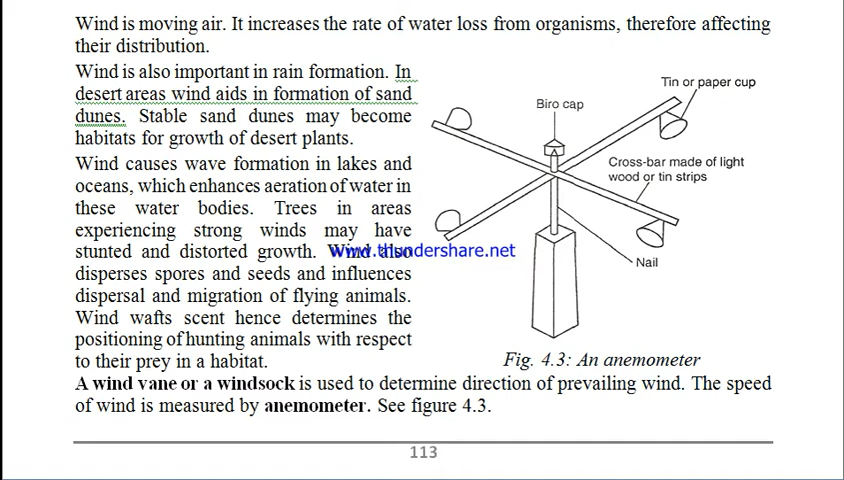 Wind is moving air. It increases the rate of water loss from organisms, therefore affecting
their distribution.
Wind is also important in rain formation. In
desert areas wind aids in formation of sand
dunes. Stable sand dunes may become
habitats for growth of desert plants.
Wind causes wave formation in lakes and
oceans, which enhances aeration of water in
these water bodies. Trees in areas
experiencing strong winds may have
stunted and distorted growth. Wind also
disperses spores and seeds and influences
dispersal and migration of flying animals.
Wind wafts scent hence determines the
positioning of hunting animals with respect
to their prey in a habitat.
www.thundershare.net
Tin or paper cup
Biro cap
Cross-bar made of light
wood or tin strips
Nail
Fig. 4.3: An anemometer
A wind vane or a windsock is used to determine direction of prevailing wind. The speed
of wind is measured by anemometer. See figure 4.3.
113